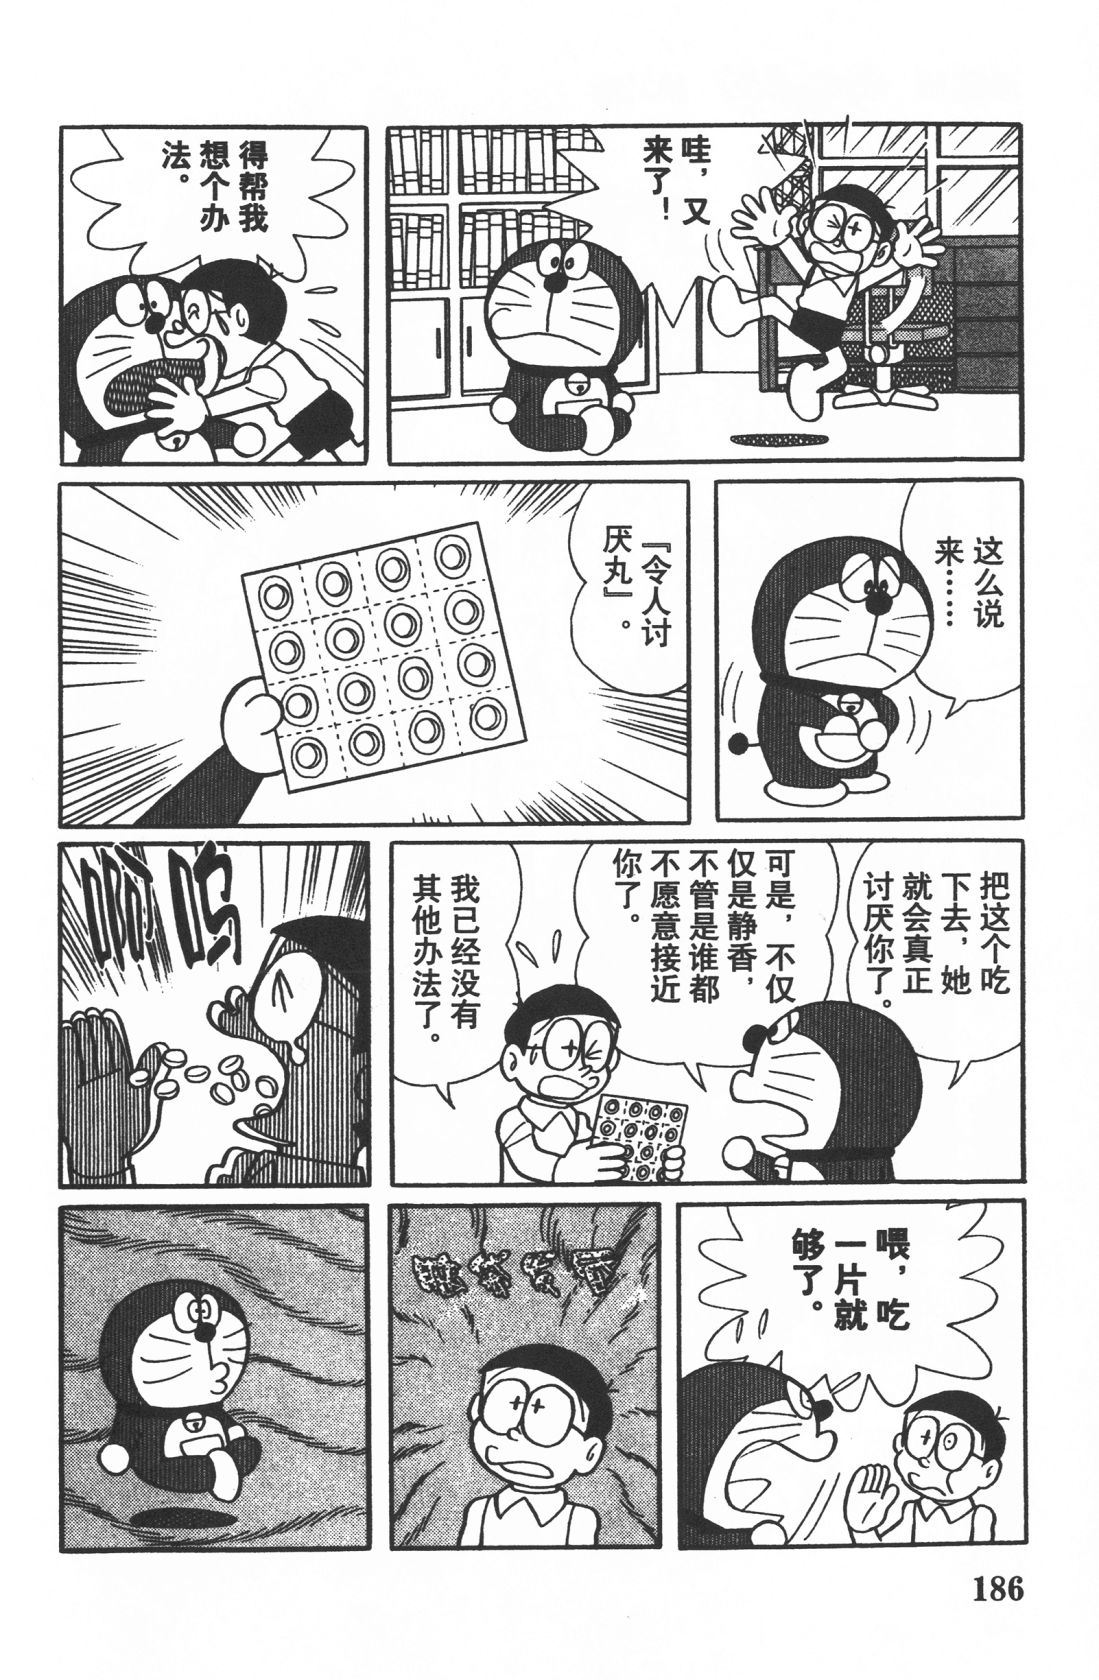 哇，又
来了！
得帮我
想个办
法。
这么说
来……
『令人讨
厌丸』。
把这个吃
下去，她
就会真正
讨厌你了。
可是，不仅
仅是静香，
不管是谁都
不愿意接近
你了。
我已经没有
其他办法了。
喂，吃
一片就
够了。
186